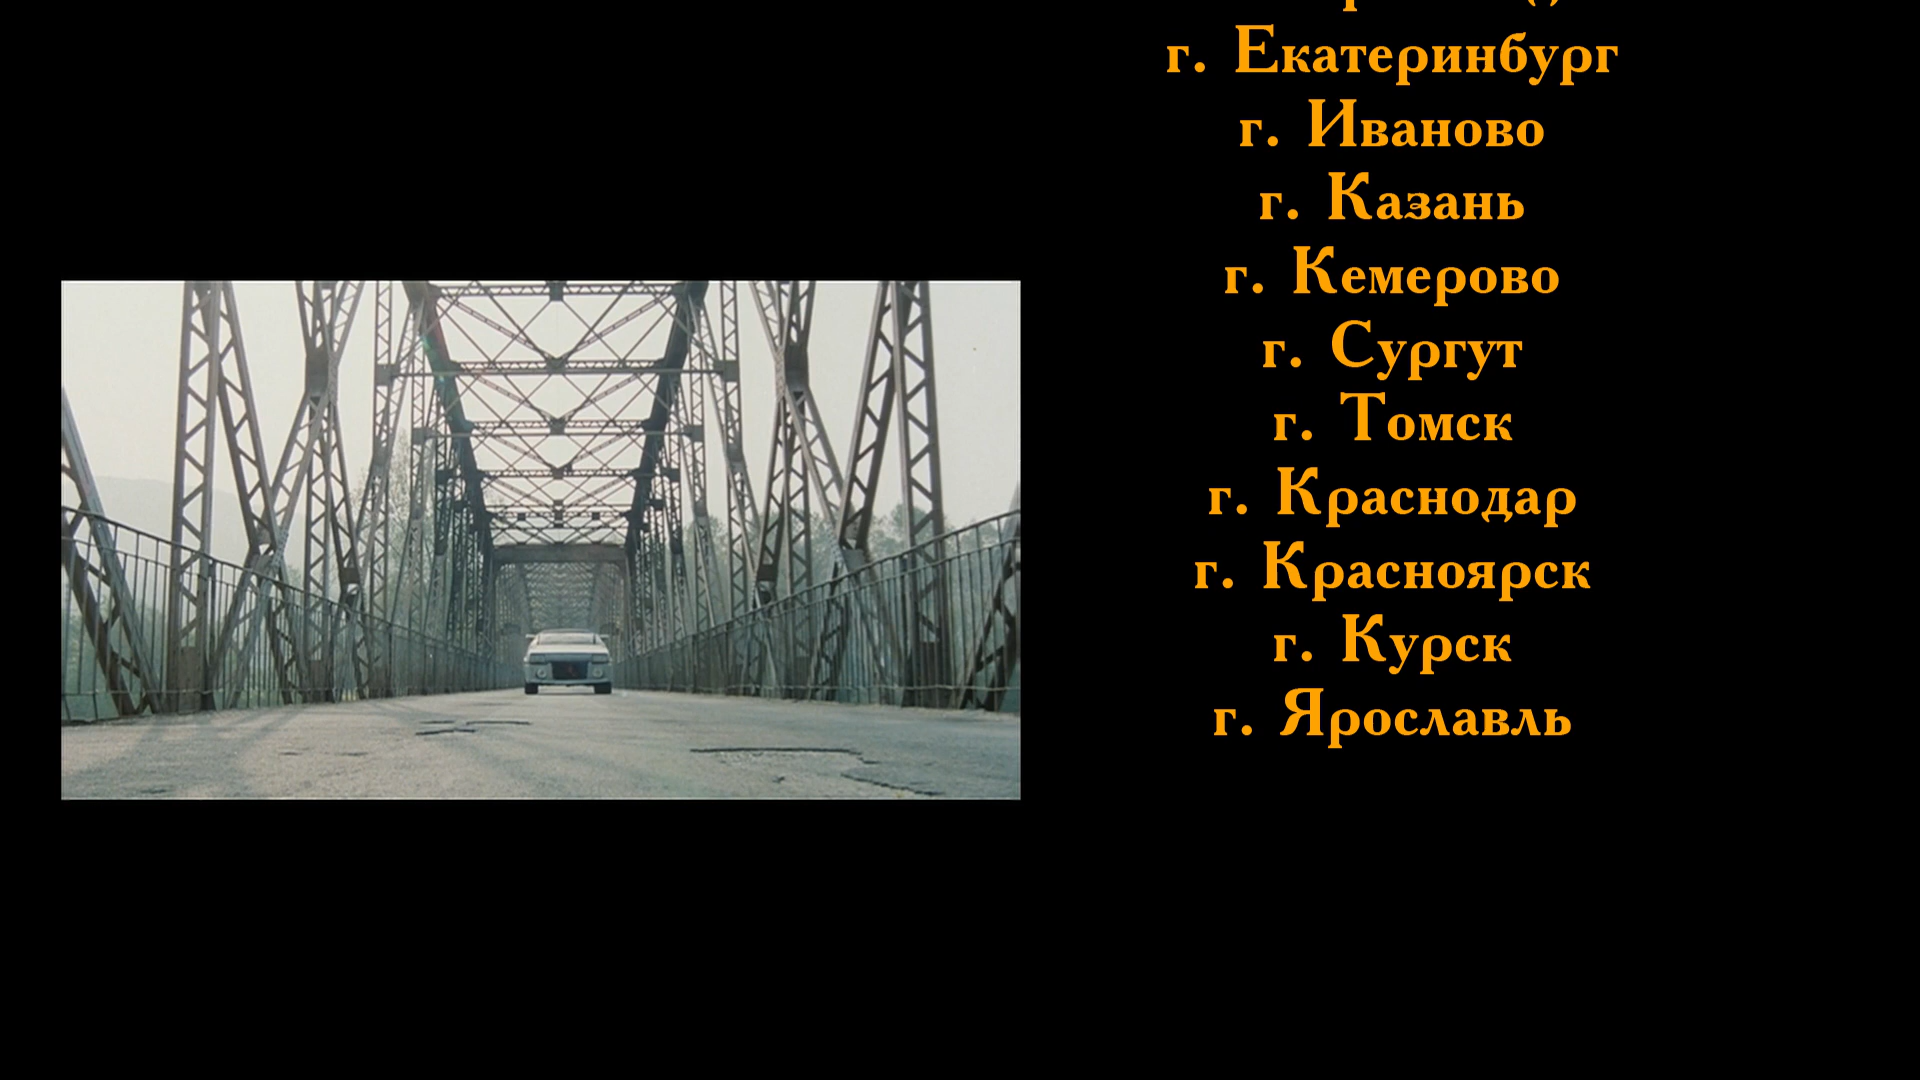 г. Екатеринбург
г. Иваново
г. Казань
г. Кемерово
г. Сургут
г. Томск
г. Краснодар
г. Красноярск
г. Курск
г. Ярославль